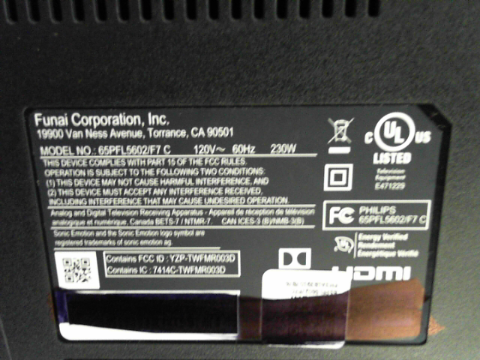 Funai Corporation, Inc.
19900 Van Ness Avenue, Torrance, CA 90501
MODEL NO.: 65PFL5602/F7 C 120V~ 60Hz 230W
THIS DEVICE COMPLIES WITH PART 15 OF THE FCC RULES.
OPERATION IS SUBJECT TO THE FOLLOWING TWO CONDITIONS:
(1) THIS DEVICE MAY NOT CAUSE HARMFUL INTERFERENCE, AND
(2) THIS DEVICE MUST ACCEPT ANY INTERFERENCE RECEIVED,
INCLUDING INTERFERENCE THAT MAY CAUSE UNDESIRED OPERATION.
Analog and Digital Television Receiving Apparatus - Appareil de réception de télévision
analogique et numérique, Canada BETS-7 / NTMR-7. CAN ICES-3 (B)/NMB-3(B)
Sonic Emotion and the Sonic Emotion logo symbol are
registered trademarks of sonic emotion ag.
Contains FCC ID : YZP-TWFMR003D
Contains IC : 7414C-TWFMR003D
C UL US
LISTED
Television
Equipment
E471229
FC PHILIPS
65PFL5602/F7 C
Energy Verified
Rendement
Énergétique Vérifié
HDMI